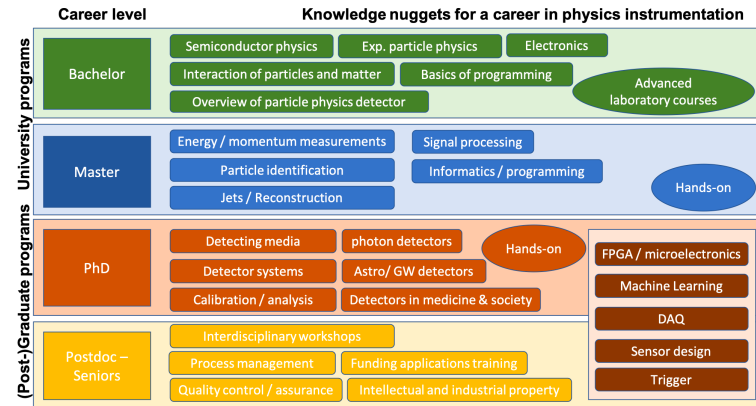 Career level
Knowledge nuggets for a career in physics instrumentation
University programs
Bachelor
Semiconductor physics
Exp. particle physics
Electronics
Interaction of particles and matter
Basics of programming
Overview of particle physics detector
Advanced
laboratory courses
Master
Energy / momentum measurements
Signal processing
Particle identification
Informatics / programming
Jets / Reconstruction
Hands-on
(Post-)Graduate programs
PhD
Detecting media
photon detectors
Hands-on
Detector systems
Astro/ GW detectors
Calibration / analysis
Detectors in medicine & society
FPGA / microelectronics
Machine Learning
DAQ
Sensor design
Trigger
Postdoc –
Seniors
Interdisciplinary workshops
Process management
Funding applications training
Quality control / assurance
Intellectual and industrial property